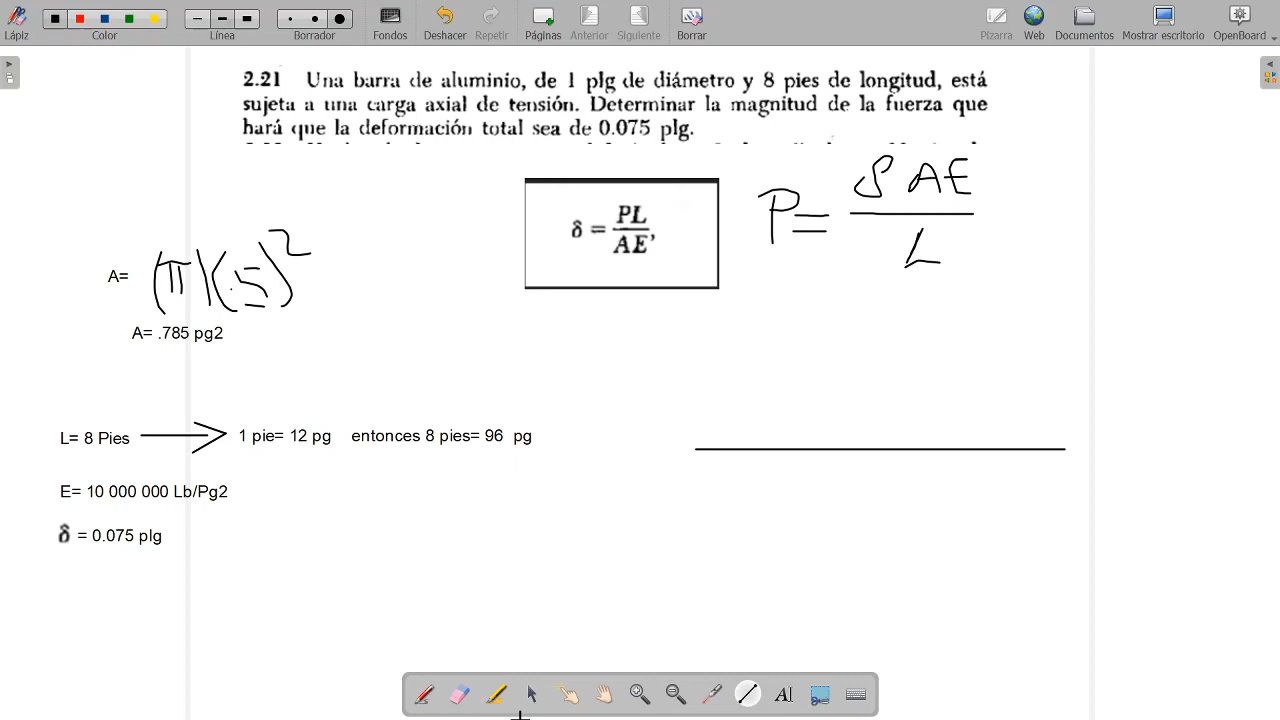 Lápiz
Color
Línea
Borrador
Fondos
Deshacer
Repetir
Páginas
Anterior
Siguiente
Borrar
Pizarra
Web
Documentos
Mostrar escritorio
OpenBoard
2.21 Una barra de aluminio, de 1 plg de diámetro y 8 pies de longitud, está
sujeta a una carga axial de tensión. Determinar la magnitud de la fuerza que
hará que la deformación total sea de 0.075 plg.
δ = PL/AE,
P = δAE/L
A= (π)(.5)²
A= .785 pg2
L= 8 Pies → 1 pie= 12 pg entonces 8 pies= 96 pg
E= 10 000 000 Lb/Pg2
δ = 0.075 plg